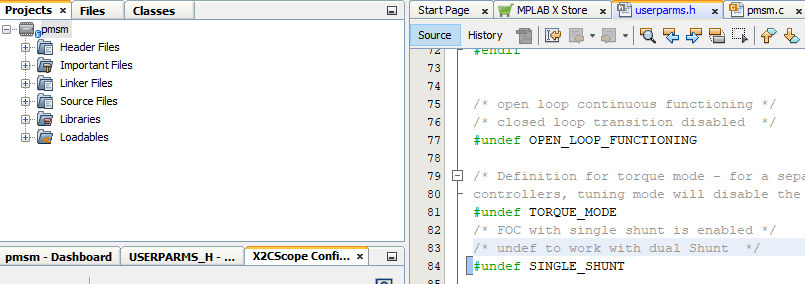 Projects × Files Classes
pmsm
Header Files
Important Files
Linker Files
Source Files
Libraries
Loadables
pmsm - Dashboard USERPARMS_H - ... X2CScope Confi... ×
Start Page × MPLAB X Store × userparms.h × pmsm.c ×
Source History
72 #endif
73
74
75 /* open loop continuous functioning */
76 /* closed loop transition disabled */
77 #undef OPEN_LOOP_FUNCTIONING
78
79 /* Definition for torque mode - for a sepa
80 controllers, tuning mode will disable the
81 #undef TORQUE_MODE
82 /* FOC with single shunt is enabled */
83 /* undef to work with dual Shunt */
84 #undef SINGLE_SHUNT
85